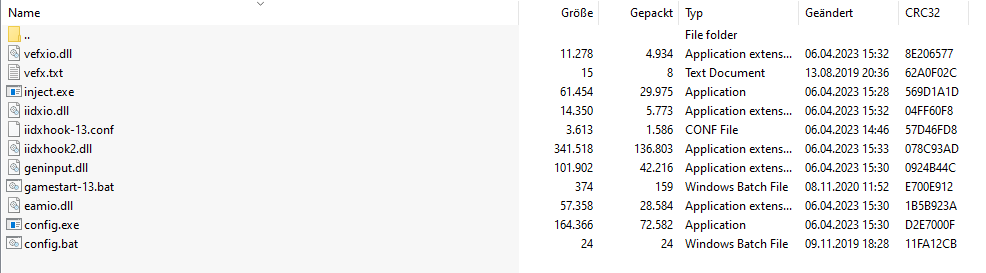 Name Größe Gepackt Typ Geändert CRC32
.. File folder
vefxio.dll 11.278 4.934 Application extens... 06.04.2023 15:32 8E206577
vefx.txt 15 8 Text Document 13.08.2019 20:36 62A0F02C
inject.exe 61.454 29.975 Application 06.04.2023 15:28 569D1A1D
iidxio.dll 14.350 5.773 Application extens... 06.04.2023 15:32 04FF60F8
iidxhook-13.conf 3.613 1.586 CONF File 06.04.2023 14:46 57D46FD8
iidxhook2.dll 341.518 136.803 Application extens... 06.04.2023 15:33 078C93AD
geninput.dll 101.902 42.216 Application extens... 06.04.2023 15:30 0924B44C
gamestart-13.bat 374 159 Windows Batch File 08.11.2020 11:52 E700E912
eamio.dll 57.358 28.584 Application extens... 06.04.2023 15:30 1B5B923A
config.exe 164.366 72.582 Application 06.04.2023 15:30 D2E7000F
config.bat 24 24 Windows Batch File 09.11.2019 18:28 11FA12CB